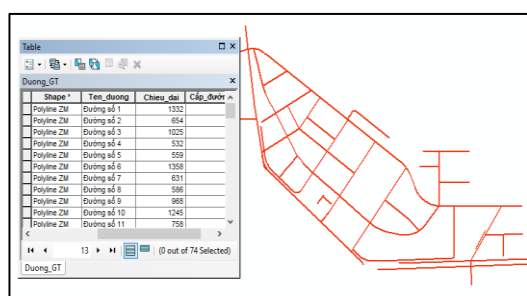 Table
Duong_GT
Shape * Ten_duong Chieu_dai Cấp_đườn
Polyline ZM Đường số 1 1332
Polyline ZM Đường số 2 654
Polyline ZM Đường số 3 1025
Polyline ZM Đường số 4 532
Polyline ZM Đường số 5 559
Polyline ZM Đường số 6 1358
Polyline ZM Đường số 7 631
Polyline ZM Đường số 8 586
Polyline ZM Đường số 9 968
Polyline ZM Đường số 10 1245
Polyline ZM Đường số 11 758
13 (0 out of 74 Selected)
Duong_GT